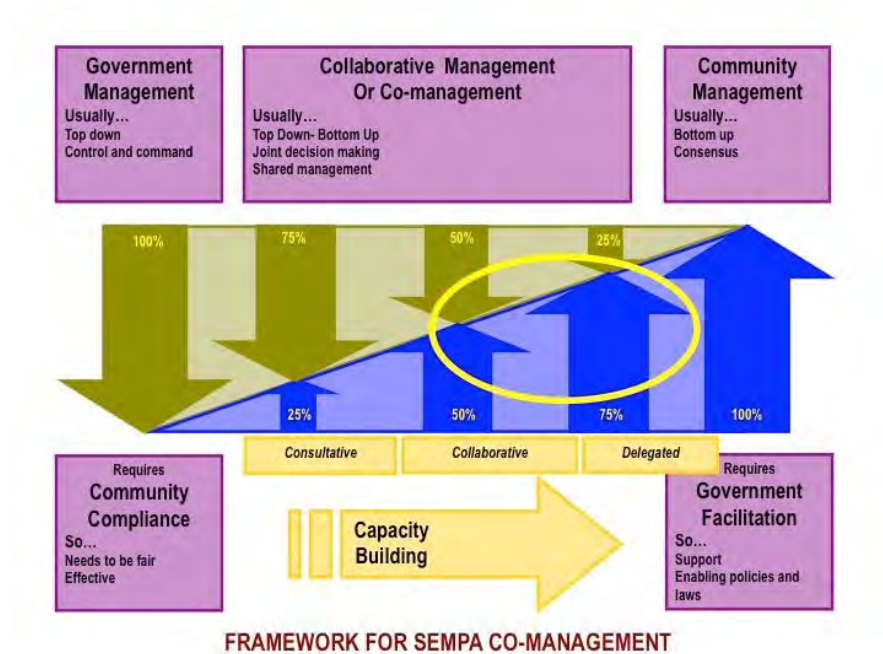 Government
Management
Usually…
Top down
Control and command
Collaborative Management
Or Co-management
Usually…
Top Down- Bottom Up
Joint decision making
Shared management
Community
Management
Usually…
Bottom up
Consensus
100%
75%
50%
25%
25%
50%
75%
100%
Consultative
Collaborative
Delegated
Requires
Community
Compliance
So…
Needs to be fair
Effective
Capacity
Building
Requires
Government
Facilitation
So…
Support
Enabling policies and
laws
FRAMEWORK FOR SEMPA CO-MANAGEMENT